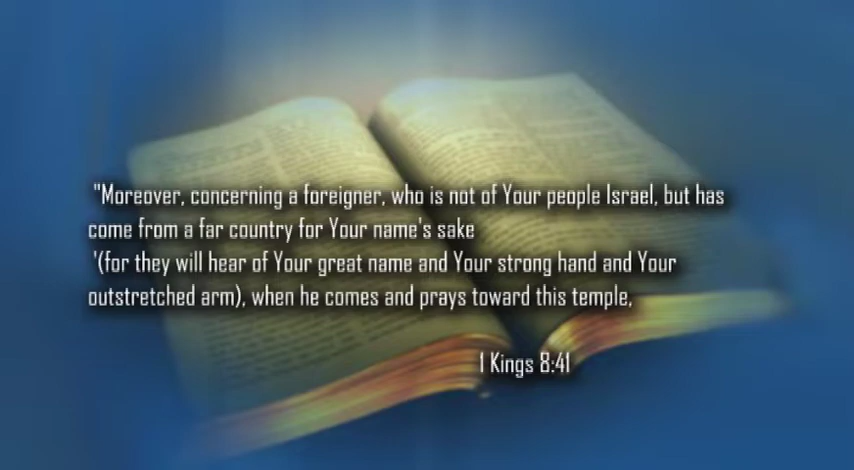 "Moreover, concerning a foreigner, who is not of Your people Israel, but has
come from a far country for Your name's sake
'(for they will hear of Your great name and Your strong hand and Your
outstretched arm), when he comes and prays toward this temple,
1 Kings 8:41